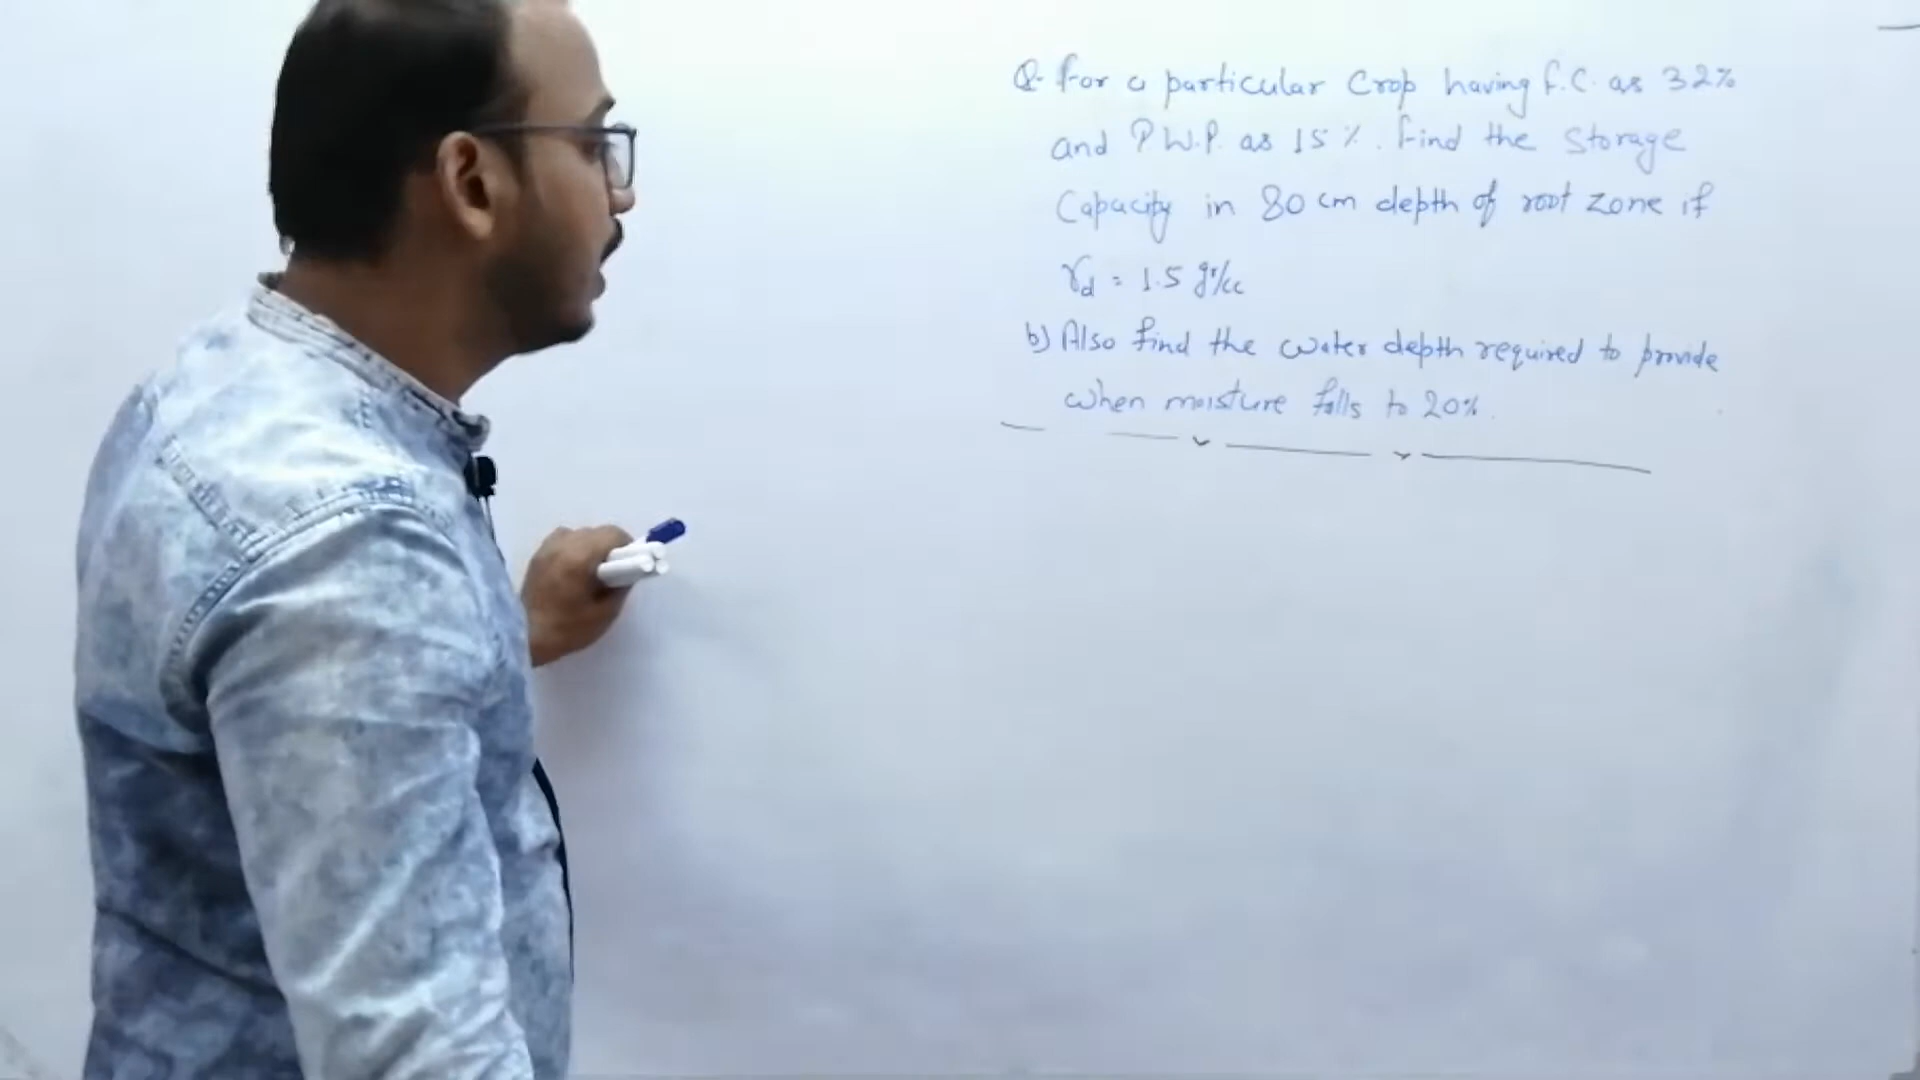 Q- For a particular Crop having F.C. as 32%
and P.W.P. as 15%. Find the Storage
Capacity in 80 cm depth of root zone if
γd = 1.5 gr/cc
b) Also find the water depth required to provide
when moisture falls to 20%.